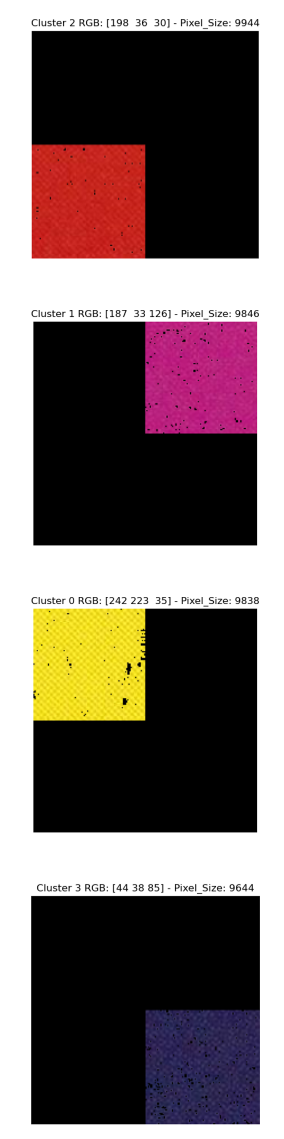 Cluster 2 RGB: [198  36  30] - Pixel_Size: 9944
Cluster 1 RGB: [187  33 126] - Pixel_Size: 9846
Cluster 0 RGB: [242 223  35] - Pixel_Size: 9838
Cluster 3 RGB: [44 38 85] - Pixel_Size: 9644